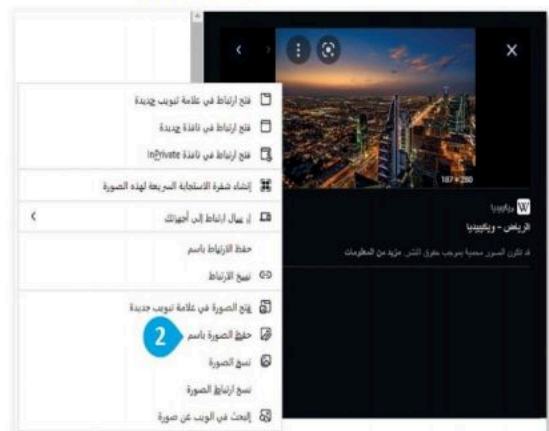 187 × 280
W ويكيبيديا
الرياض – ويكيبيديا
قد تكون الصور محمية بموجب حقوق النشر. مزيد من المعلومات
فتح ارتباط في علامة تبويب جديدة
فتح ارتباط في نافذة جديدة
فتح ارتباط في نافذة InPrivate
إنشاء شفرة الاستجابة السريعة لهذه الصورة
إرسال ارتباط إلى أجهزتك
حفظ الارتباط باسم
نسخ الارتباط
فتح الصورة في علامة تبويب جديدة
حفظ الصورة باسم
2
نسخ الصورة
نسخ ارتباط الصورة
البحث في الويب عن صورة